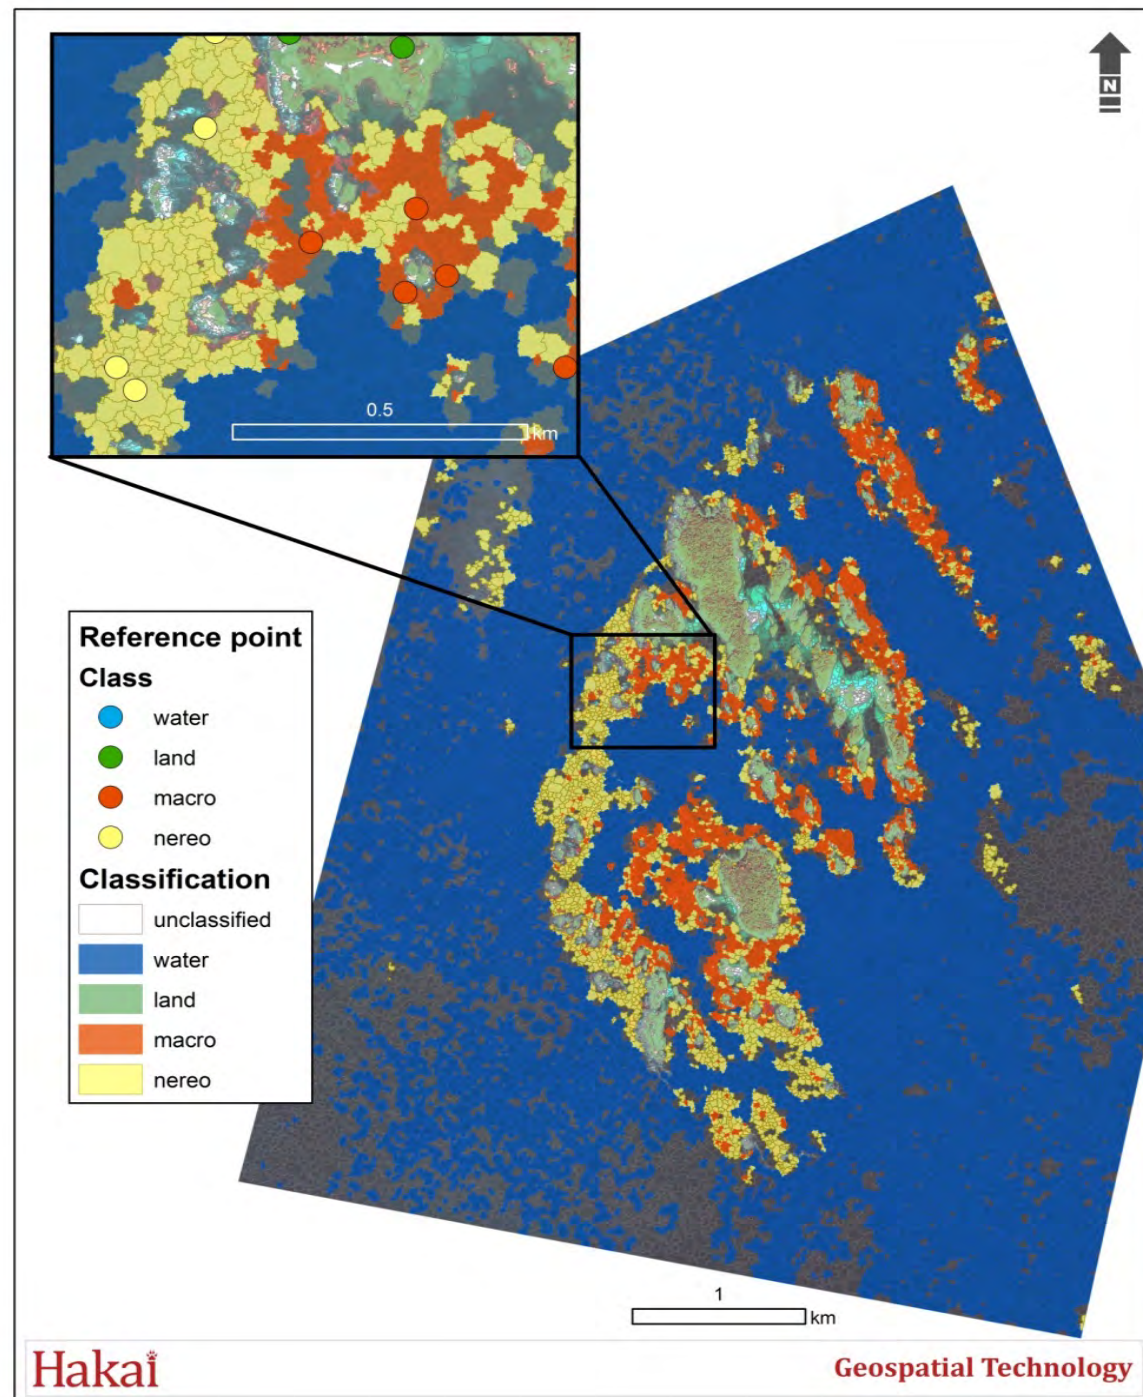 N
0.5
km
Reference point
Class
water
land
macro
nereo
Classification
unclassified
water
land
macro
nereo
1
km
Hakai
Geospatial Technology